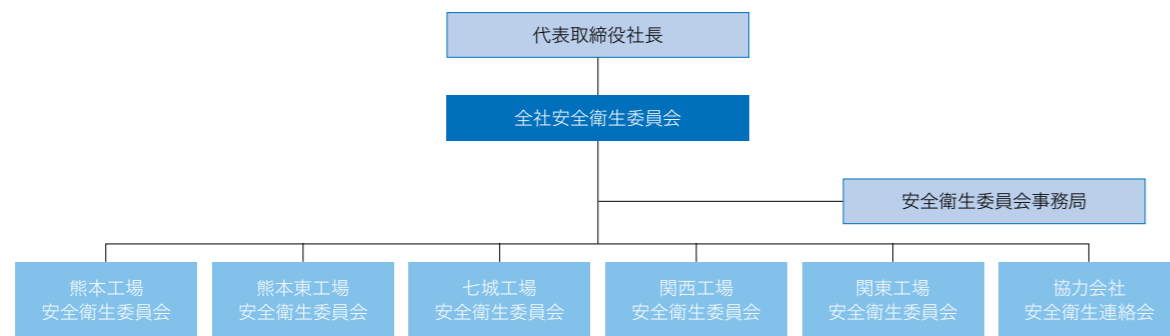 代表取締役社長
全社安全衛生委員会
安全衛生委員会事務局
熊本工場
安全衛生委員会
熊本東工場
安全衛生委員会
七城工場
安全衛生委員会
関西工場
安全衛生委員会
関東工場
安全衛生委員会
協力会社
安全衛生連絡会